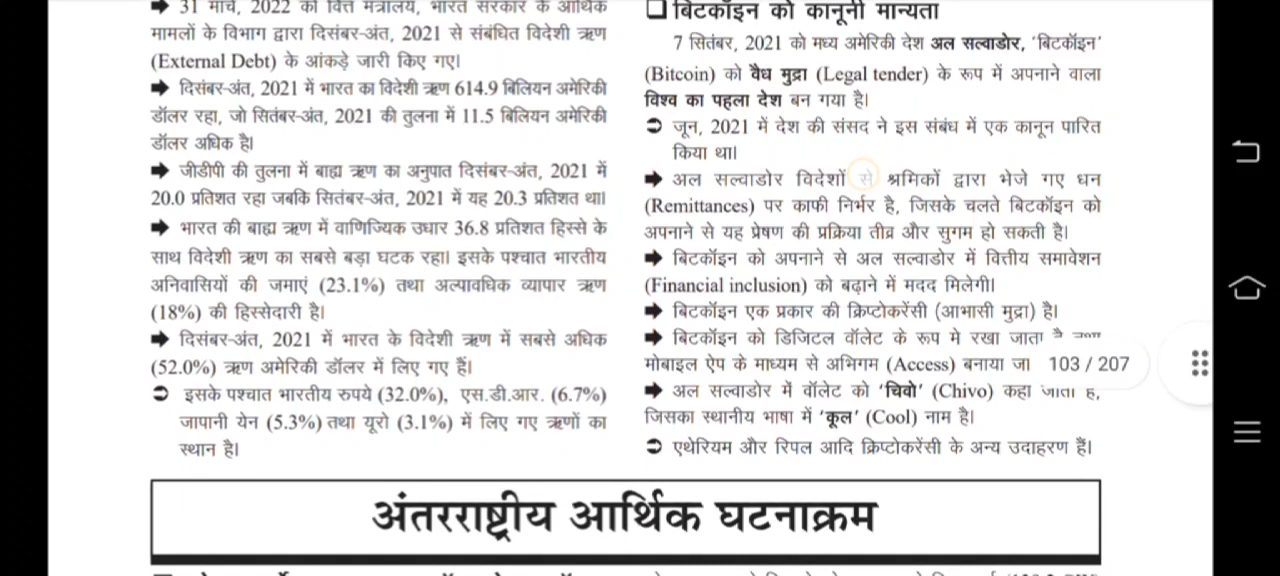 ➡ 31 मार्च, 2022 को वित्त मंत्रालय, भारत सरकार के आर्थिक
मामलों के विभाग द्वारा दिसंबर-अंत, 2021 से संबंधित विदेशी ऋण
(External Debt) के आंकड़े जारी किए गए।
➡ दिसंबर-अंत, 2021 में भारत का विदेशी ऋण 614.9 बिलियन अमेरिकी
डॉलर रहा, जो सितंबर-अंत, 2021 की तुलना में 11.5 बिलियन अमेरिकी
डॉलर अधिक है।
➡ जीडीपी की तुलना में बाह्य ऋण का अनुपात दिसंबर-अंत, 2021 में
20.0 प्रतिशत रहा जबकि सितंबर-अंत, 2021 में यह 20.3 प्रतिशत था।
➡ भारत की बाह्य ऋण में वाणिज्यिक उधार 36.8 प्रतिशत हिस्से के
साथ विदेशी ऋण का सबसे बड़ा घटक रहा। इसके पश्चात भारतीय
अनिवासियों की जमाएं (23.1%) तथा अल्पावधिक व्यापार ऋण
(18%) की हिस्सेदारी है।
➡ दिसंबर-अंत, 2021 में भारत के विदेशी ऋण में सबसे अधिक
(52.0%) ऋण अमेरिकी डॉलर में लिए गए हैं।
➲ इसके पश्चात भारतीय रुपये (32.0%), एस.डी.आर. (6.7%)
जापानी येन (5.3%) तथा यूरो (3.1%) में लिए गए ऋणों का
स्थान है।
❑ बिटकॉइन को कानूनी मान्यता
7 सितंबर, 2021 को मध्य अमेरिकी देश अल सल्वाडोर, 'बिटकॉइन'
(Bitcoin) को वैध मुद्रा (Legal tender) के रूप में अपनाने वाला
विश्व का पहला देश बन गया है।
➲ जून, 2021 में देश की संसद ने इस संबंध में एक कानून पारित
किया था।
➡ अल सल्वाडोर विदेशों से श्रमिकों द्वारा भेजे गए धन
(Remittances) पर काफी निर्भर है, जिसके चलते बिटकॉइन को
अपनाने से यह प्रेषण की प्रक्रिया तीव्र और सुगम हो सकती है।
➡ बिटकॉइन को अपनाने से अल सल्वाडोर में वित्तीय समावेशन
(Financial inclusion) को बढ़ाने में मदद मिलेगी।
➡ बिटकॉइन एक प्रकार की क्रिप्टोकरेंसी (आभासी मुद्रा) है।
➡ बिटकॉइन को डिजिटल वॉलेट के रूप मे रखा जाता है
मोबाइल ऐप के माध्यम से अभिगम (Access) बनाया जा
103 / 207
➡ अल सल्वाडोर में वॉलेट को 'चिवो' (Chivo) कहा जाता है,
जिसका स्थानीय भाषा में 'कूल' (Cool) नाम है।
➲ एथेरियम और रिपल आदि क्रिप्टोकरेंसी के अन्य उदाहरण हैं।
अंतरराष्ट्रीय आर्थिक घटनाक्रम